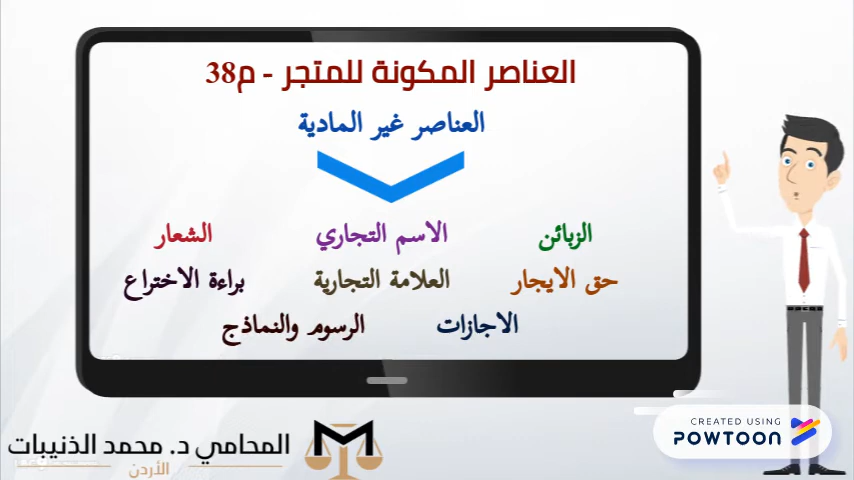 العناصر المكونة للمتجر - م38
العناصر غير المادية
الزبائن الاسم التجاري الشعار
حق الايجار العلامة التجارية براءة الاختراع
الاجازات الرسوم والنماذج
المحامي د. محمد الذنيبات
الأردن
CREATED USING
POWTOON